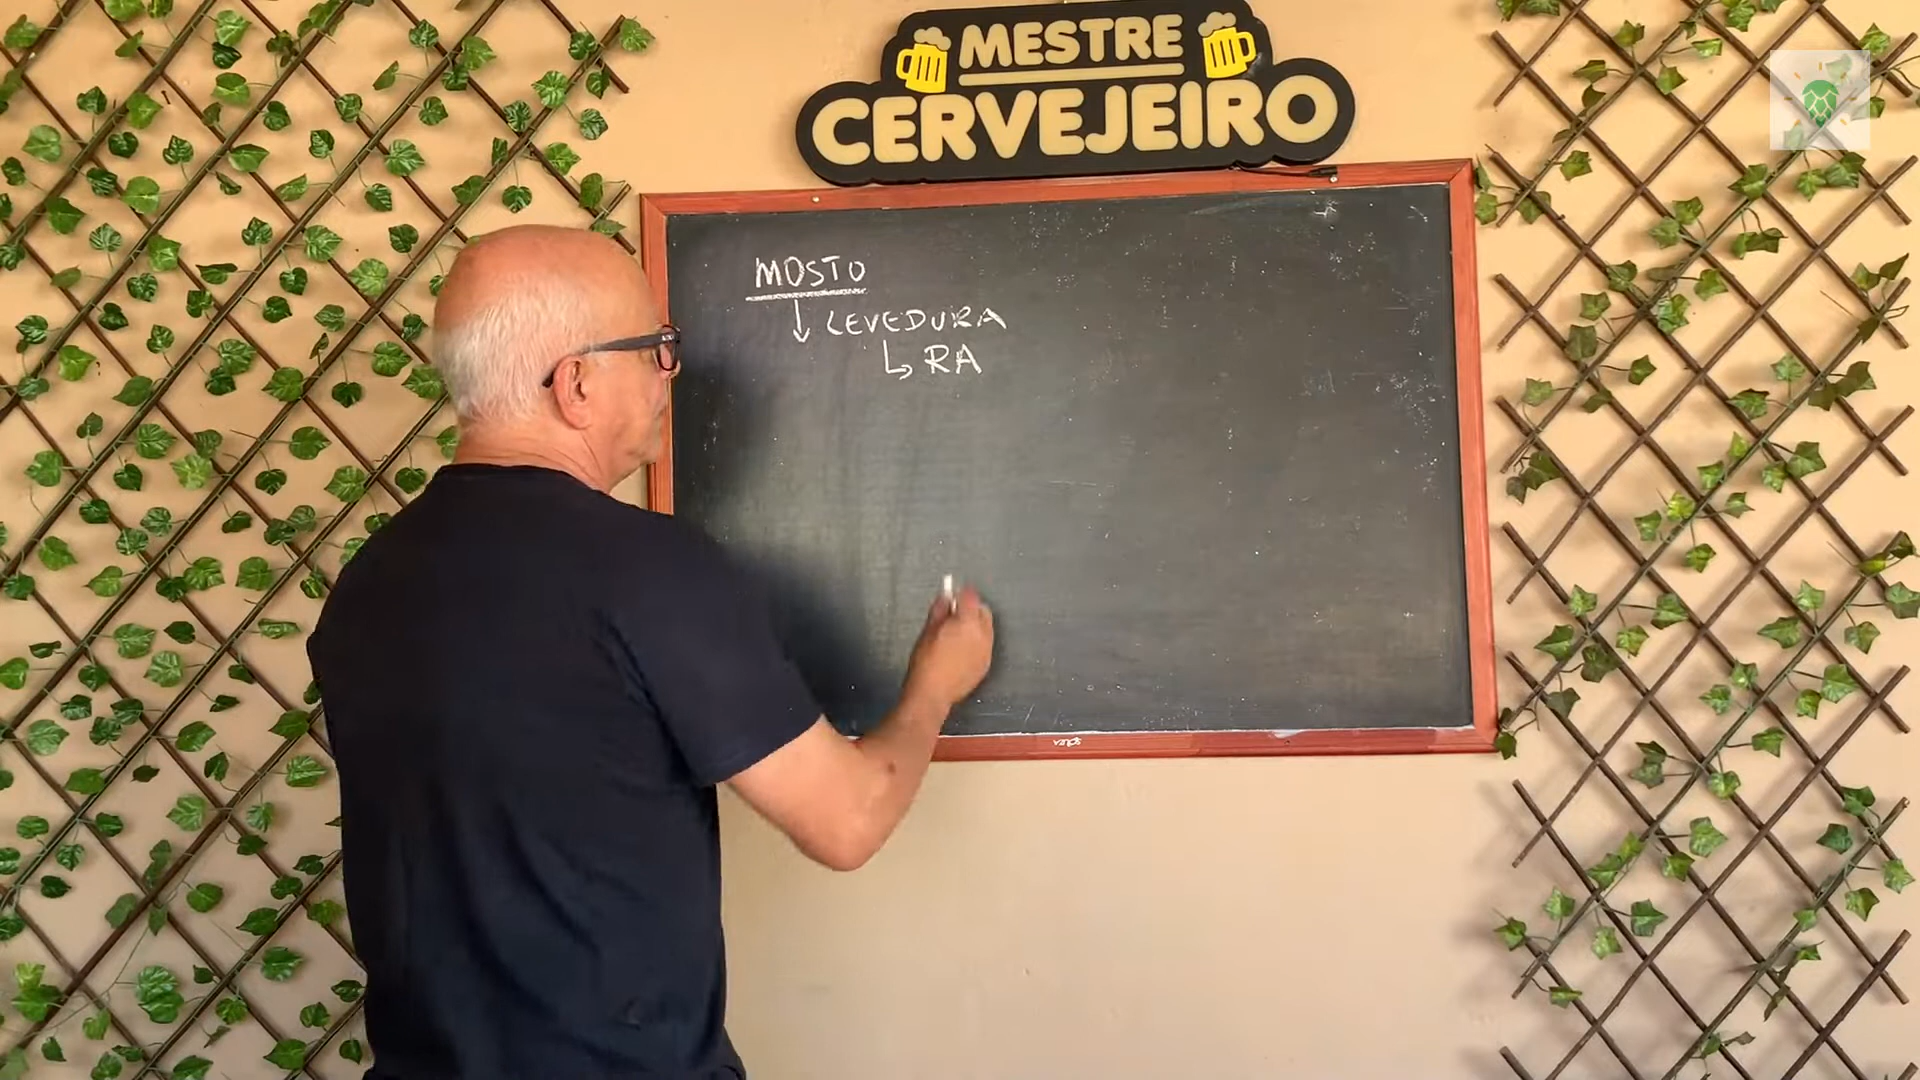 MESTRE
CERVEJEIRO
MOSTO
↓ LEVEDURA
↳ RA